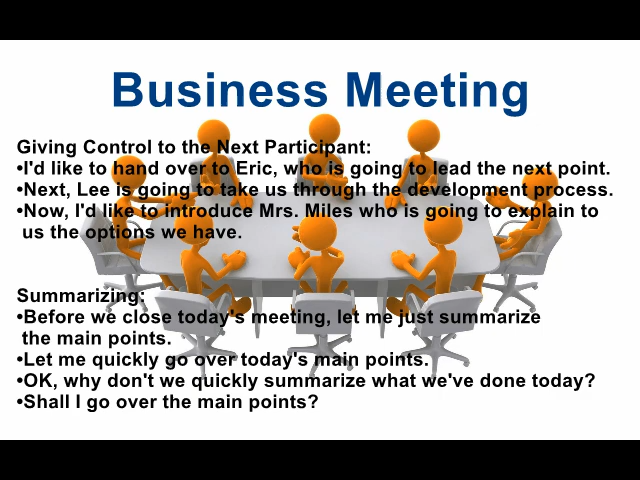 Business Meeting
Giving Control to the Next Participant:
•I'd like to hand over to Eric, who is going to lead the next point.
•Next, Lee is going to take us through the development process.
•Now, I'd like to introduce Mrs. Miles who is going to explain to
us the options we have.
Summarizing:
•Before we close today's meeting, let me just summarize
the main points.
•Let me quickly go over today's main points.
•OK, why don't we quickly summarize what we've done today?
•Shall I go over the main points?